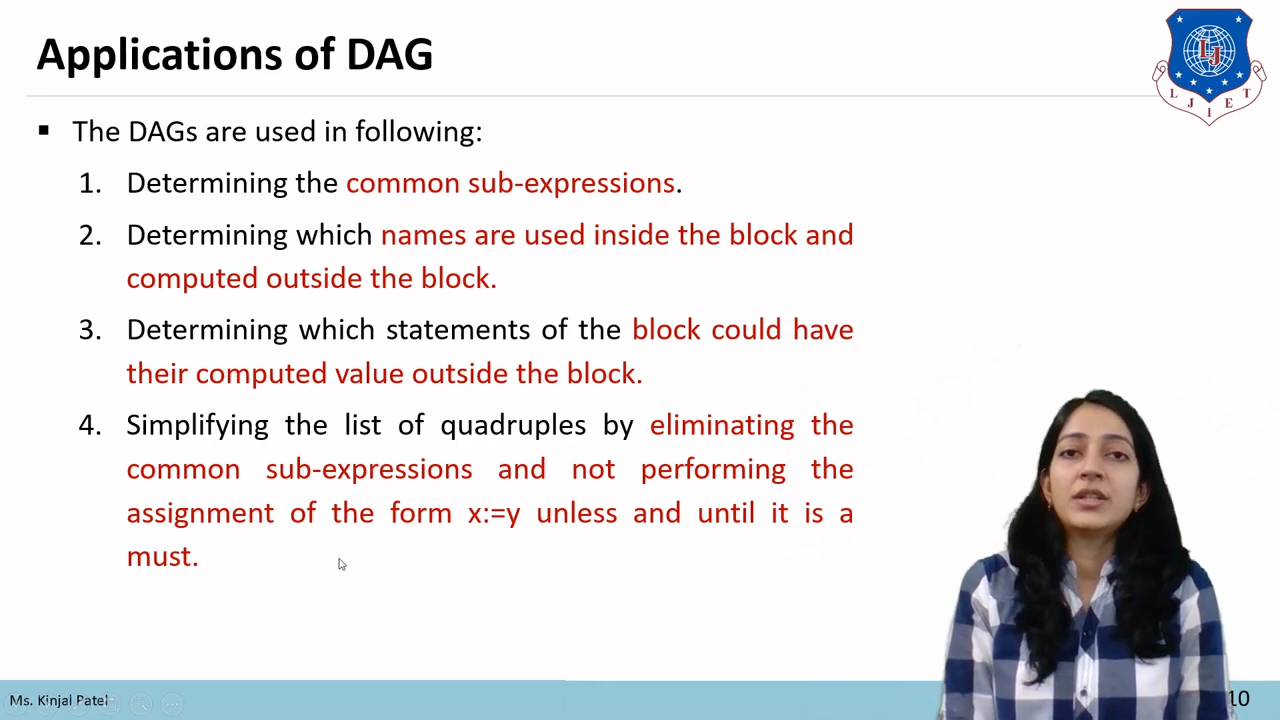 Applications of DAG
LJ
L J I E T
▪ The DAGs are used in following:
1. Determining the common sub-expressions.
2. Determining which names are used inside the block and
computed outside the block.
3. Determining which statements of the block could have
their computed value outside the block.
4. Simplifying the list of quadruples by eliminating the
common sub-expressions and not performing the
assignment of the form x:=y unless and until it is a
must.
Ms. Kinjal Patel
10